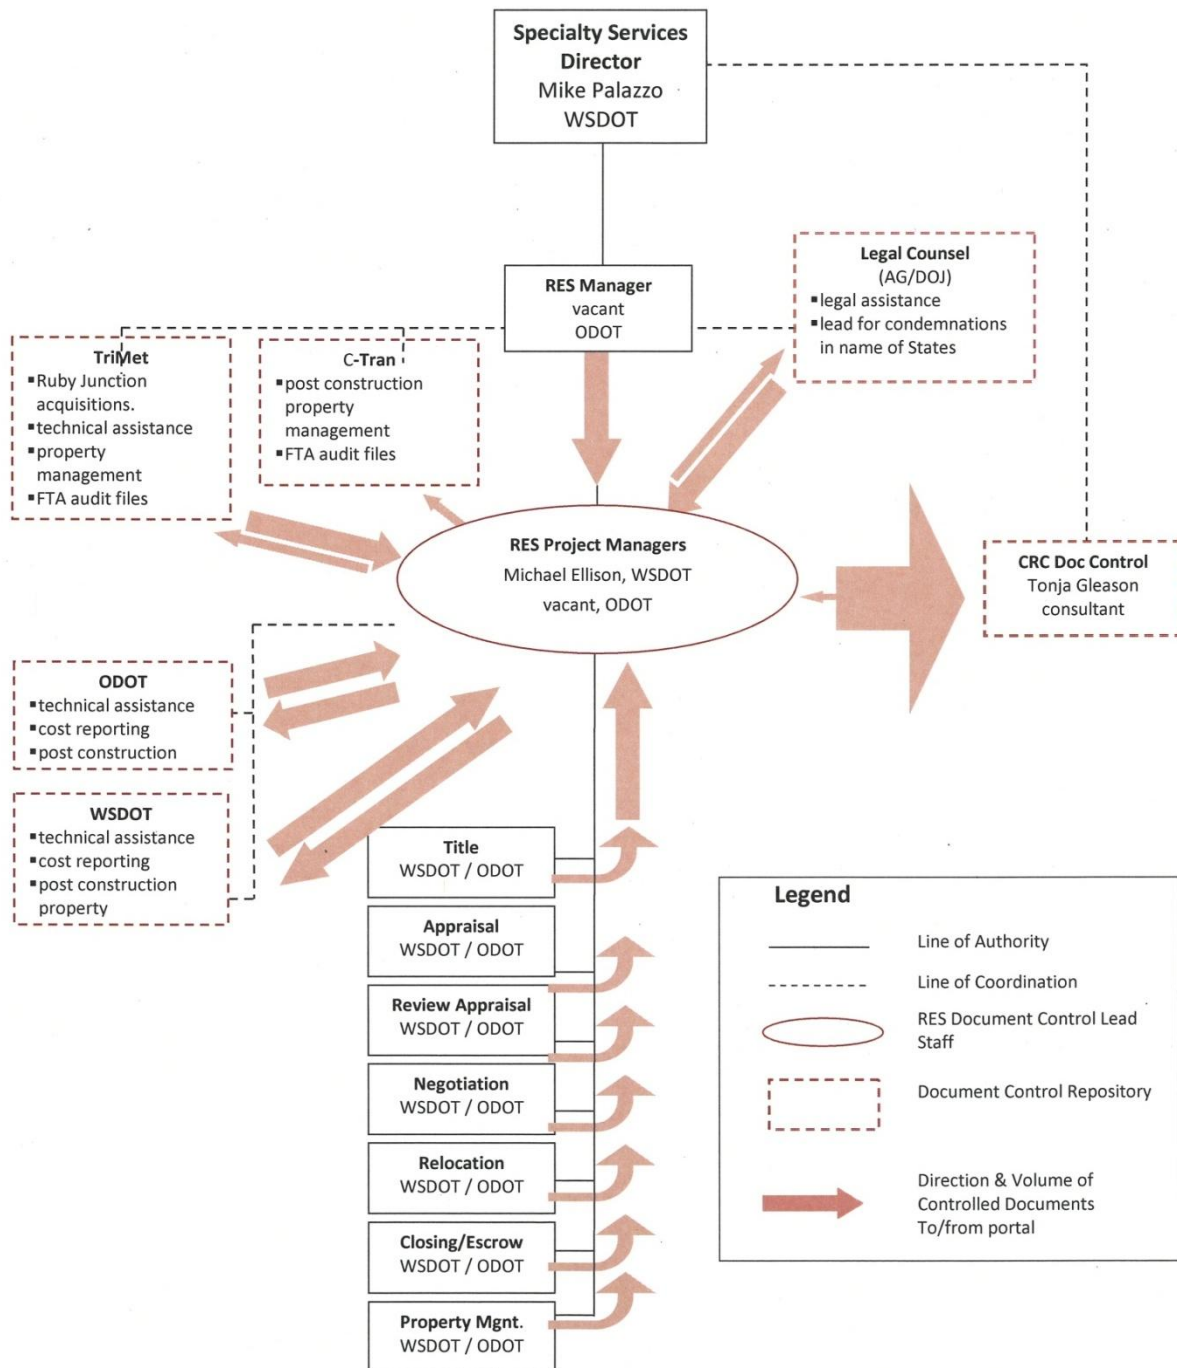 Specialty Services
Director
Mike Palazzo
WSDOT
RES Manager
vacant
ODOT
Legal Counsel
(AG/DOJ)
▪legal assistance
▪lead for condemnations
in name of States
TriMet
▪Ruby Junction
acquisitions.
▪technical assistance
▪property
management
▪FTA audit files
C-Tran
▪post construction
property
management
▪FTA audit files
RES Project Managers
Michael Ellison, WSDOT
vacant, ODOT
CRC Doc Control
Tonja Gleason
consultant
ODOT
▪technical assistance
▪cost reporting
▪post construction
WSDOT
▪technical assistance
▪cost reporting
▪post construction
property
Title
WSDOT / ODOT
Appraisal
WSDOT / ODOT
Review Appraisal
WSDOT / ODOT
Negotiation
WSDOT / ODOT
Relocation
WSDOT / ODOT
Closing/Escrow
WSDOT / ODOT
Property Mgnt.
WSDOT / ODOT
Legend
Line of Authority
Line of Coordination
RES Document Control Lead
Staff
Document Control Repository
Direction & Volume of
Controlled Documents
To/from portal